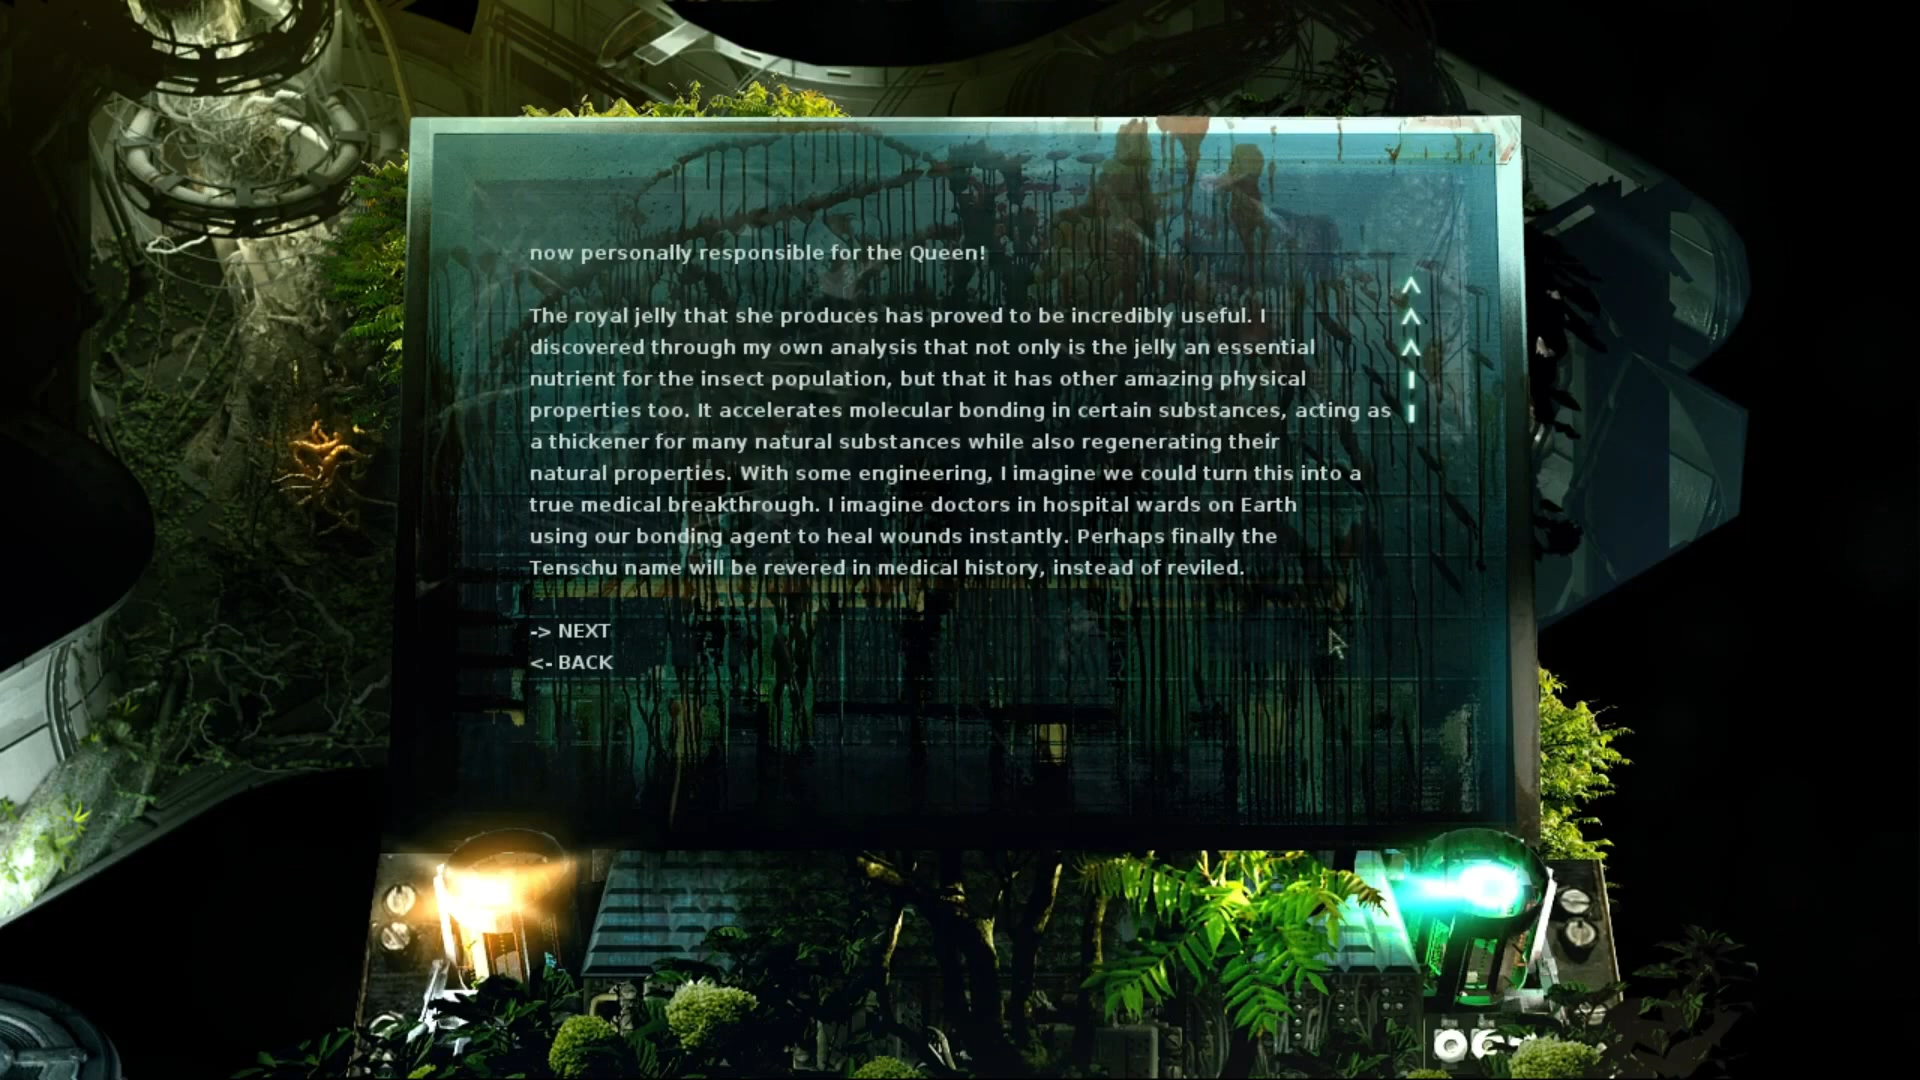 now personally responsible for the Queen!
The royal jelly that she produces has proved to be incredibly useful. I
discovered through my own analysis that not only is the jelly an essential
nutrient for the insect population, but that it has other amazing physical
properties too. It accelerates molecular bonding in certain substances, acting as
a thickener for many natural substances while also regenerating their
natural properties. With some engineering, I imagine we could turn this into a
true medical breakthrough. I imagine doctors in hospital wards on Earth
using our bonding agent to heal wounds instantly. Perhaps finally the
Tenschu name will be revered in medical history, instead of reviled.
-> NEXT
<- BACK